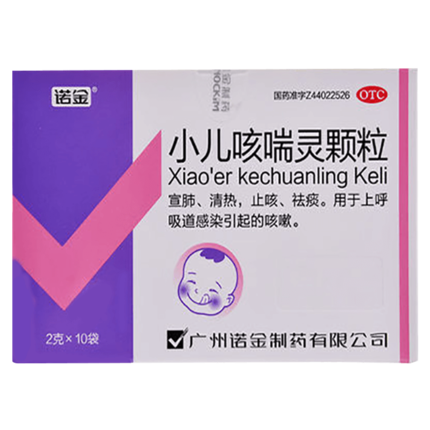 诺金
国药准字Z44022526
OTC
小儿咳喘灵颗粒
Xiao'er kechuanling Keli
宣肺、清热，止咳、祛痰。用于上呼
吸道感染引起的咳嗽。
2克×10袋
广州诺金制药有限公司